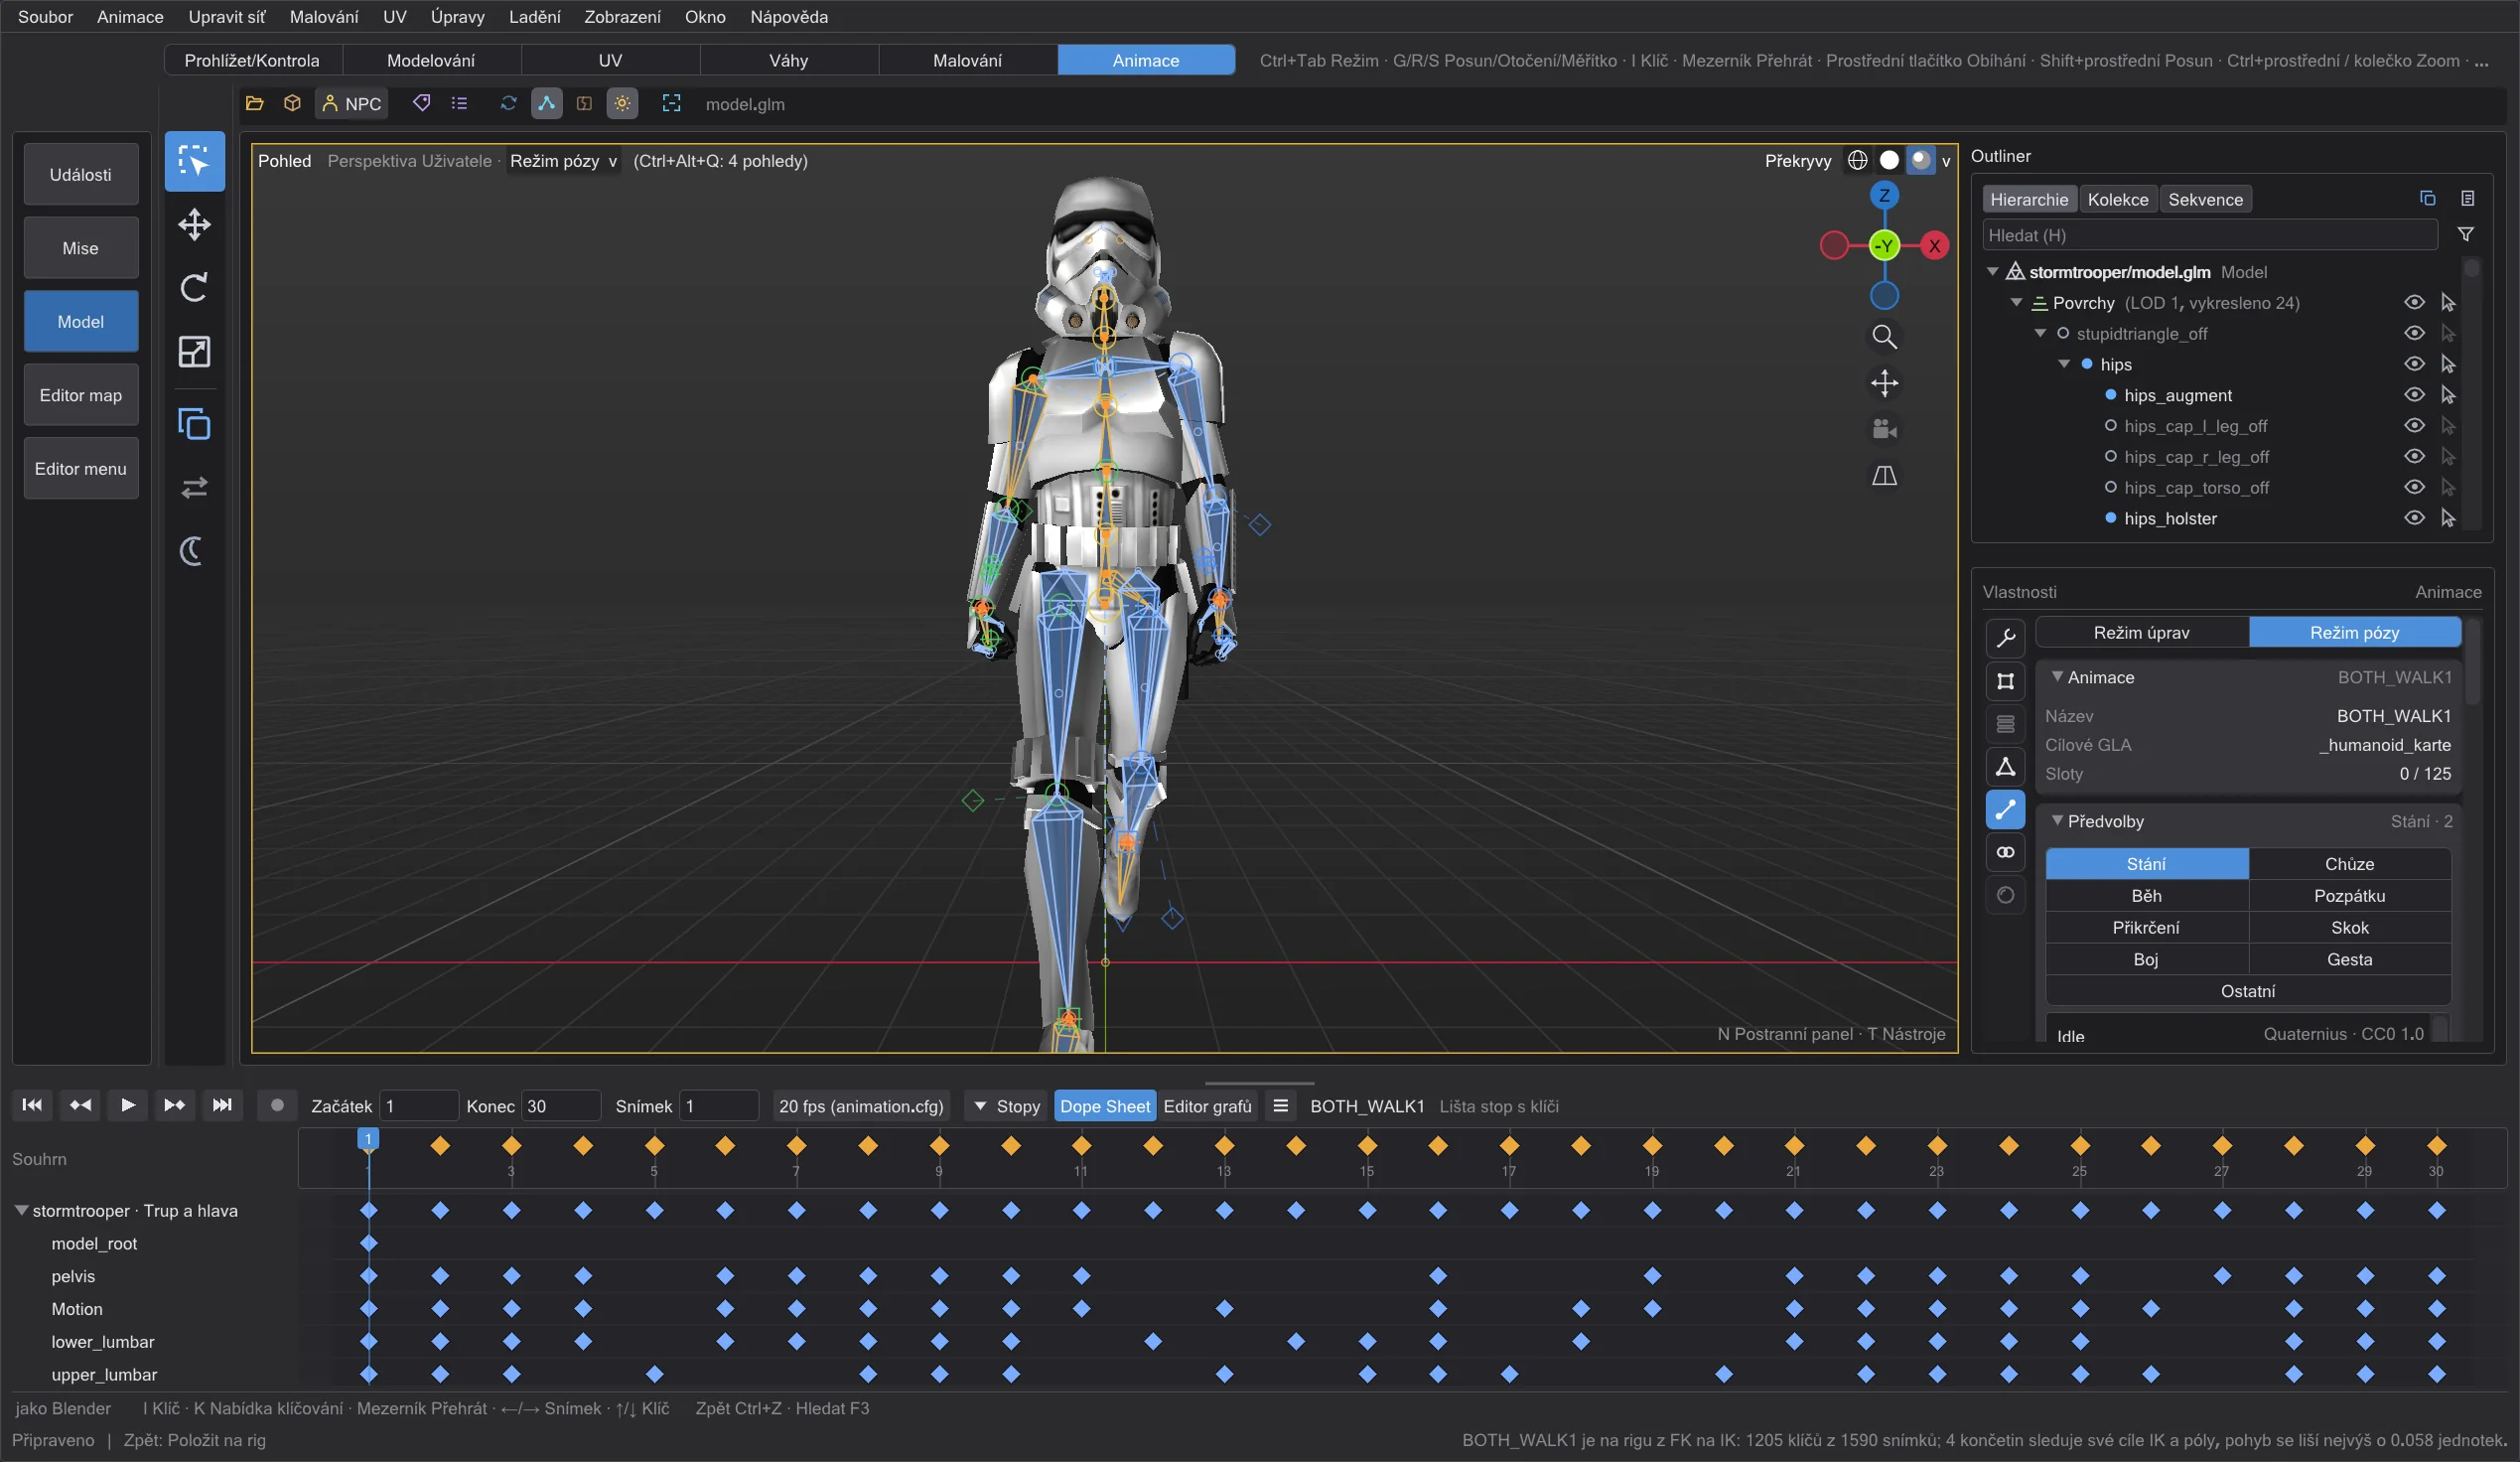 Soubor Animace Upravit síť Malování UV Úpravy Ladění Zobrazení Okno Nápověda
Prohlížet/Kontrola Modelování UV Váhy Malování Animace Ctrl+Tab Režim · G/R/S Posun/Otočení/Měřítko · I Klíč · Mezerník Přehrát · Prostřední tlačítko Obíhání · Shift+prostřední Posun · Ctrl+prostřední / kolečko Zoom · ...
NPC model.glm
Události
Mise
Model
Editor map
Editor menu
Pohled Perspektiva Uživatele · Režim pózy v (Ctrl+Alt+Q: 4 pohledy)
Překryvy v
Z
-Y X
N Postranní panel · T Nástroje
Outliner
Hierarchie Kolekce Sekvence
Hledat (H)
stormtrooper/model.glm Model
Povrchy (LOD 1, vykresleno 24)
stupidtriangle_off
hips
hips_augment
hips_cap_l_leg_off
hips_cap_r_leg_off
hips_cap_torso_off
hips_holster
Vlastnosti Animace
Režim úprav Režim pózy
Animace BOTH_WALK1
Název BOTH_WALK1
Cílové GLA _humanoid_karte
Sloty 0 / 125
Předvolby Stání · 2
Stání Chůze
Běh Pozpátku
Přikrčení Skok
Boj Gesta
Ostatní
Idle Quaternius · CC0 1.0
Začátek 1 Konec 30 Snímek 1 20 fps (animation.cfg) Stopy Dope Sheet Editor grafů BOTH_WALK1 Lišta stop s klíči
1
Souhrn
3 5 7 9 11 13 15 17 19 21 23 25 27 29 30
stormtrooper · Trup a hlava
model_root
pelvis
Motion
lower_lumbar
upper_lumbar
jako Blender I Klíč · K Nabídka klíčování · Mezerník Přehrát · ←/→ Snímek · ↑/↓ Klíč Zpět Ctrl+Z · Hledat F3
Připraveno | Zpět: Položit na rig
BOTH_WALK1 je na rigu z FK na IK: 1205 klíčů z 1590 snímků; 4 končetin sleduje své cíle IK a póly, pohyb se liší nejvýš o 0.058 jednotek.